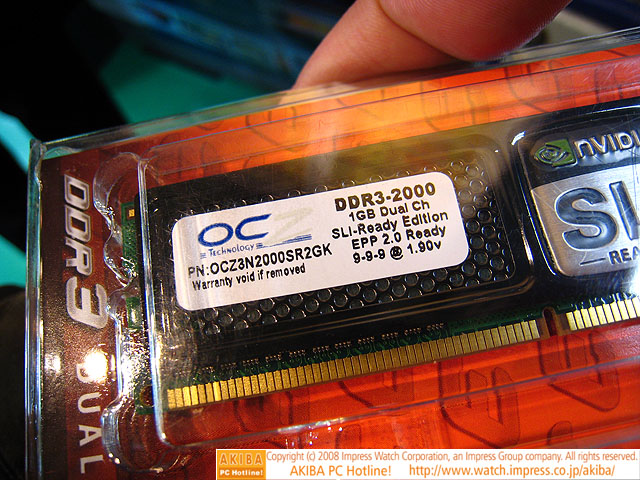 DDR3 DUAL
OCZ
Technology
DDR3-2000
1GB Dual Ch
SLI-Ready Edition
EPP 2.0 Ready
9-9-9 @ 1.90v
PN:OCZ3N2000SR2GK
Warranty void if removed
AKIBA
PC Hotline!
Copyright (c) 2008 Impress Watch Corporation, an Impress Group company. All rights reserved.
AKIBA PC Hotline! http://www.watch.impress.co.jp/akiba/